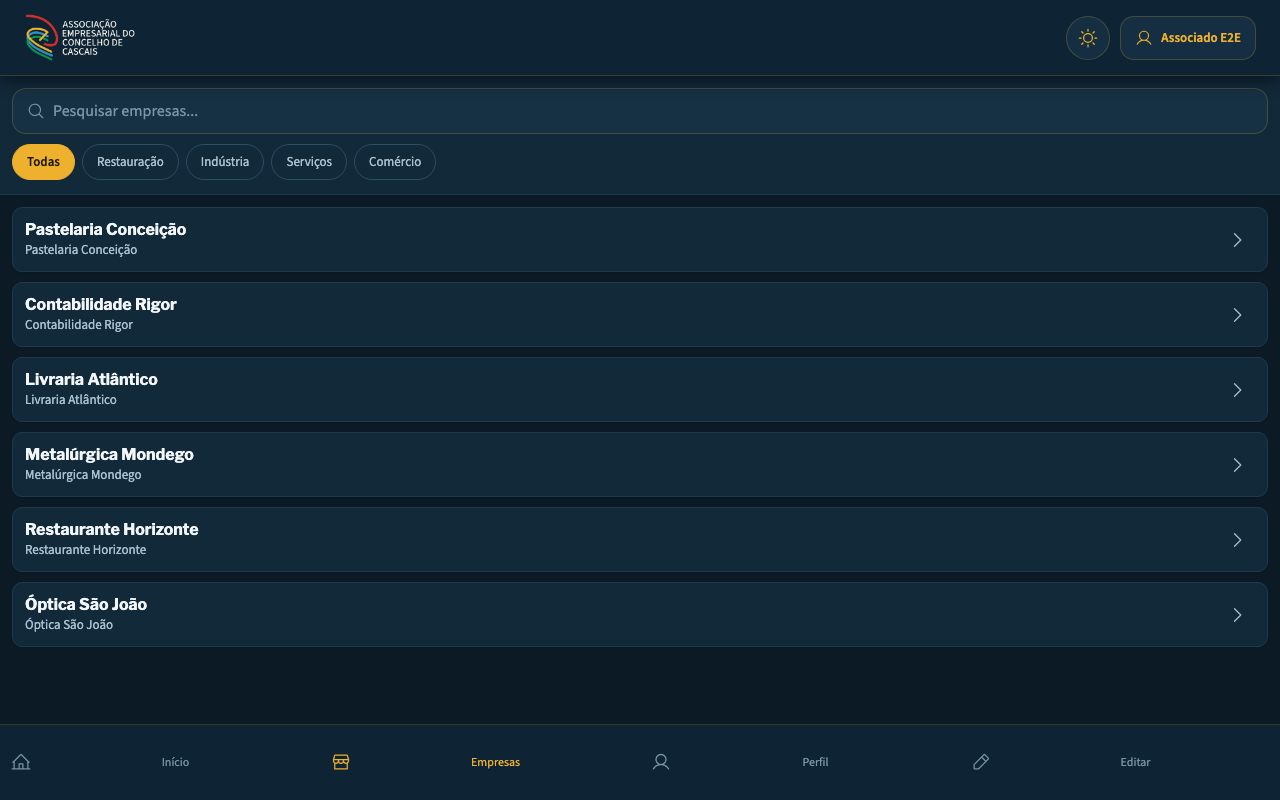 ASSOCIAÇÃO
EMPRESARIAL DO
CONCELHO DE
CASCAIS
Associado E2E
Pesquisar empresas...
Todas
Restauração
Indústria
Serviços
Comércio
Pastelaria Conceição
Pastelaria Conceição
Contabilidade Rigor
Contabilidade Rigor
Livraria Atlântico
Livraria Atlântico
Metalúrgica Mondego
Metalúrgica Mondego
Restaurante Horizonte
Restaurante Horizonte
Óptica São João
Óptica São João
Início
Empresas
Perfil
Editar